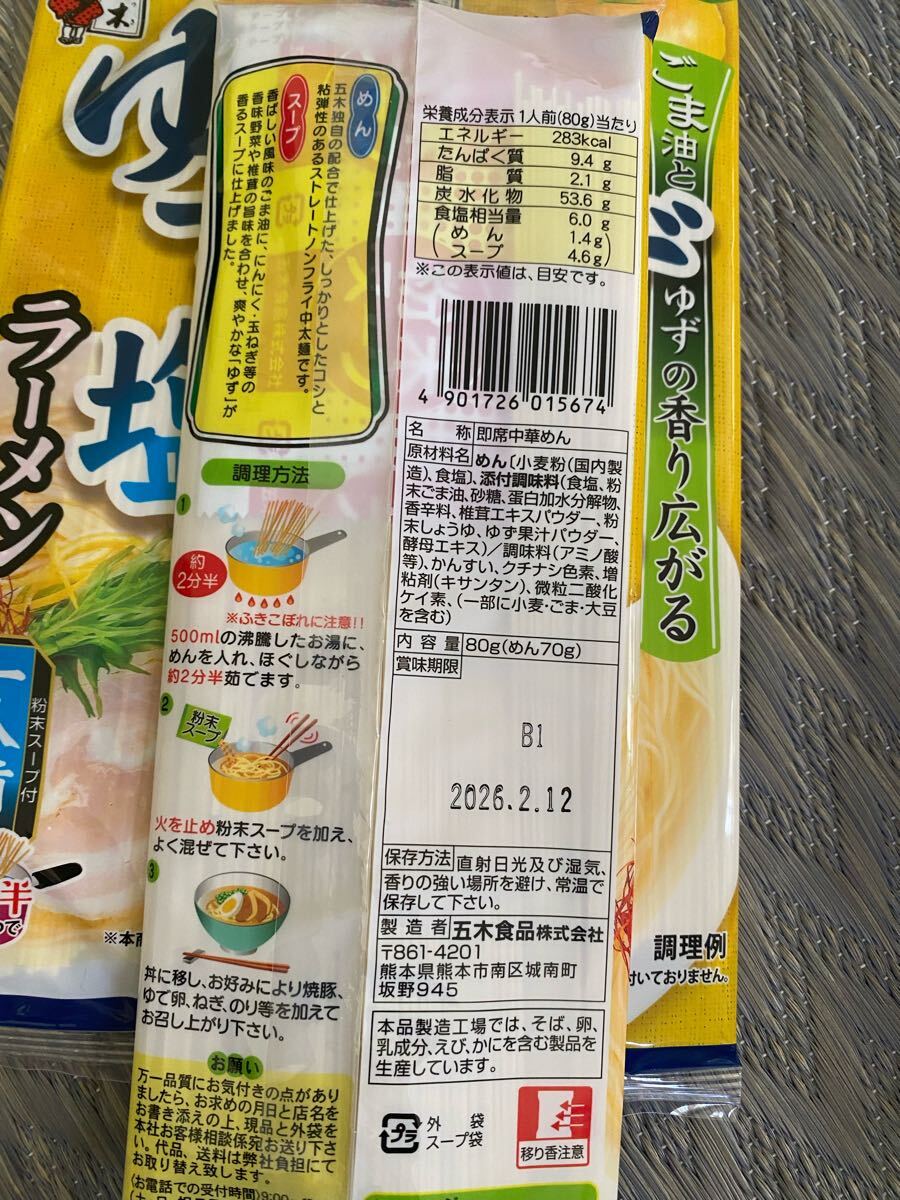 木
ゆ
塩
ラーメン
粉末スープ付
半
ごま油と
ゆずの香り広がる
調理例
めん
五木独自の配合で仕上げた、しっかりとしたコシと
粘弾性のあるストレートノンフライ中太麺です。
スープ
香ばしい風味のごま油に、にんにく・玉ねぎ等の
香味野菜や椎茸の旨味を合わせ、爽やかな「ゆず」が
香るスープに仕上げました。
調理方法
1
約
2分半
※ふきこぼれに注意!!
500mlの沸騰したお湯に、
めんを入れ、ほぐしながら
約2分半茹でます。
2
粉末
スープ
火を止め粉末スープを加え、
よく混ぜて下さい。
3
丼に移し、お好みにより焼豚、
ゆで卵、ねぎ、のり等を加えて
お召し上がり下さい。
お願い
万一品質にお気付きの点があり
ましたら、お求めの月日と店名を
お書き添えの上、現品と外袋を
本社お客様相談係宛お送り下さ
い。代品、送料は弊社負担にて
お取り替え致します。
〈お電話での受付時間〉9:00
栄養成分表示 1人前(80g)当たり
エネルギー 283kcal
たんぱく質 9.4 g
脂質 2.1 g
炭水化物 53.6 g
食塩相当量 6.0 g
(めん 1.4g)
(スープ 4.6g)
※この表示値は、目安です。
4 901726 015674
名称 即席中華めん
原材料名 めん〔小麦粉(国内製
造)、食塩〕、添付調味料(食塩、粉
末ごま油、砂糖、蛋白加水分解物、
香辛料、椎茸エキスパウダー、粉
末しょうゆ、ゆず果汁パウダー、
酵母エキス)/調味料(アミノ酸
等)、かんすい、クチナシ色素、増
粘剤(キサンタン)、微粒二酸化
ケイ素、(一部に小麦・ごま・大豆
を含む)
内容量 80g(めん70g)
賞味期限
B1
2026.2.12
保存方法 直射日光及び湿気、
香りの強い場所を避け、常温で
保存して下さい。
製造者 五木食品株式会社
〒861-4201
熊本県熊本市南区城南町
坂野945
本品製造工場では、そば、卵、
乳成分、えび、かにを含む製品を
生産しています。
プラ
外袋
スープ袋
移り香注意
付いておりません。